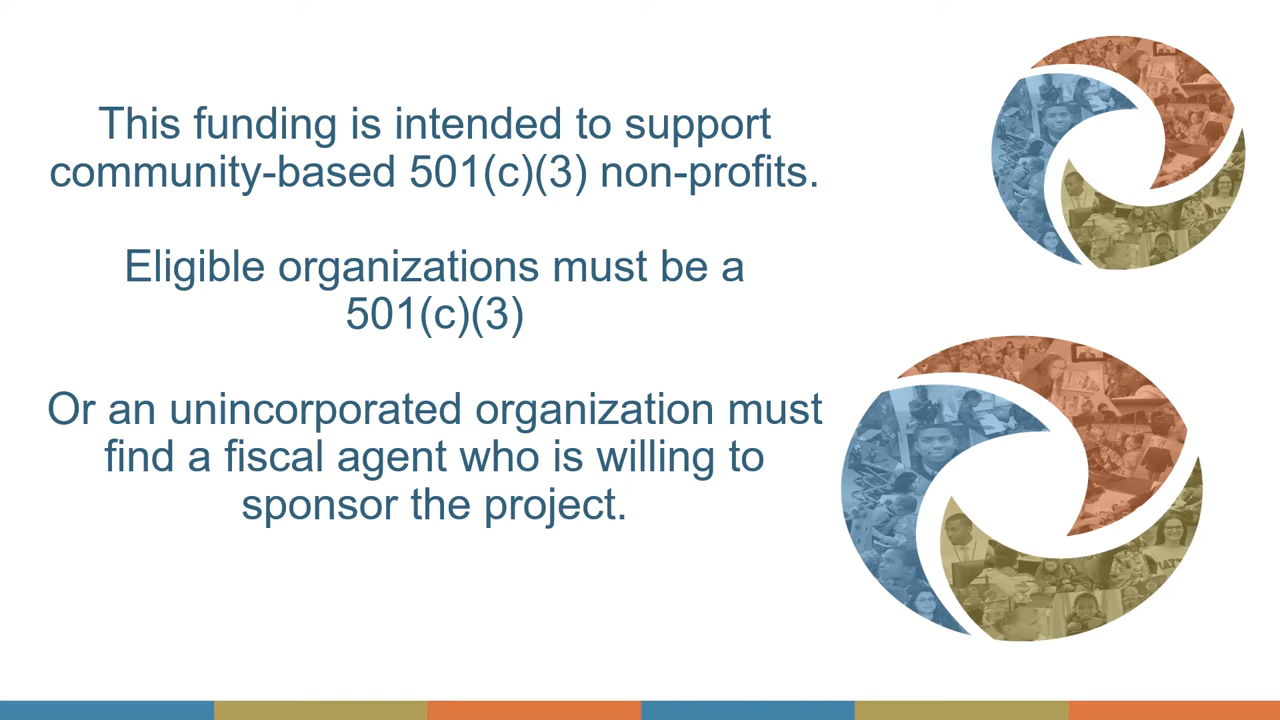 This funding is intended to support
community-based 501(c)(3) non-profits.
Eligible organizations must be a
501(c)(3)
Or an unincorporated organization must
find a fiscal agent who is willing to
sponsor the project.